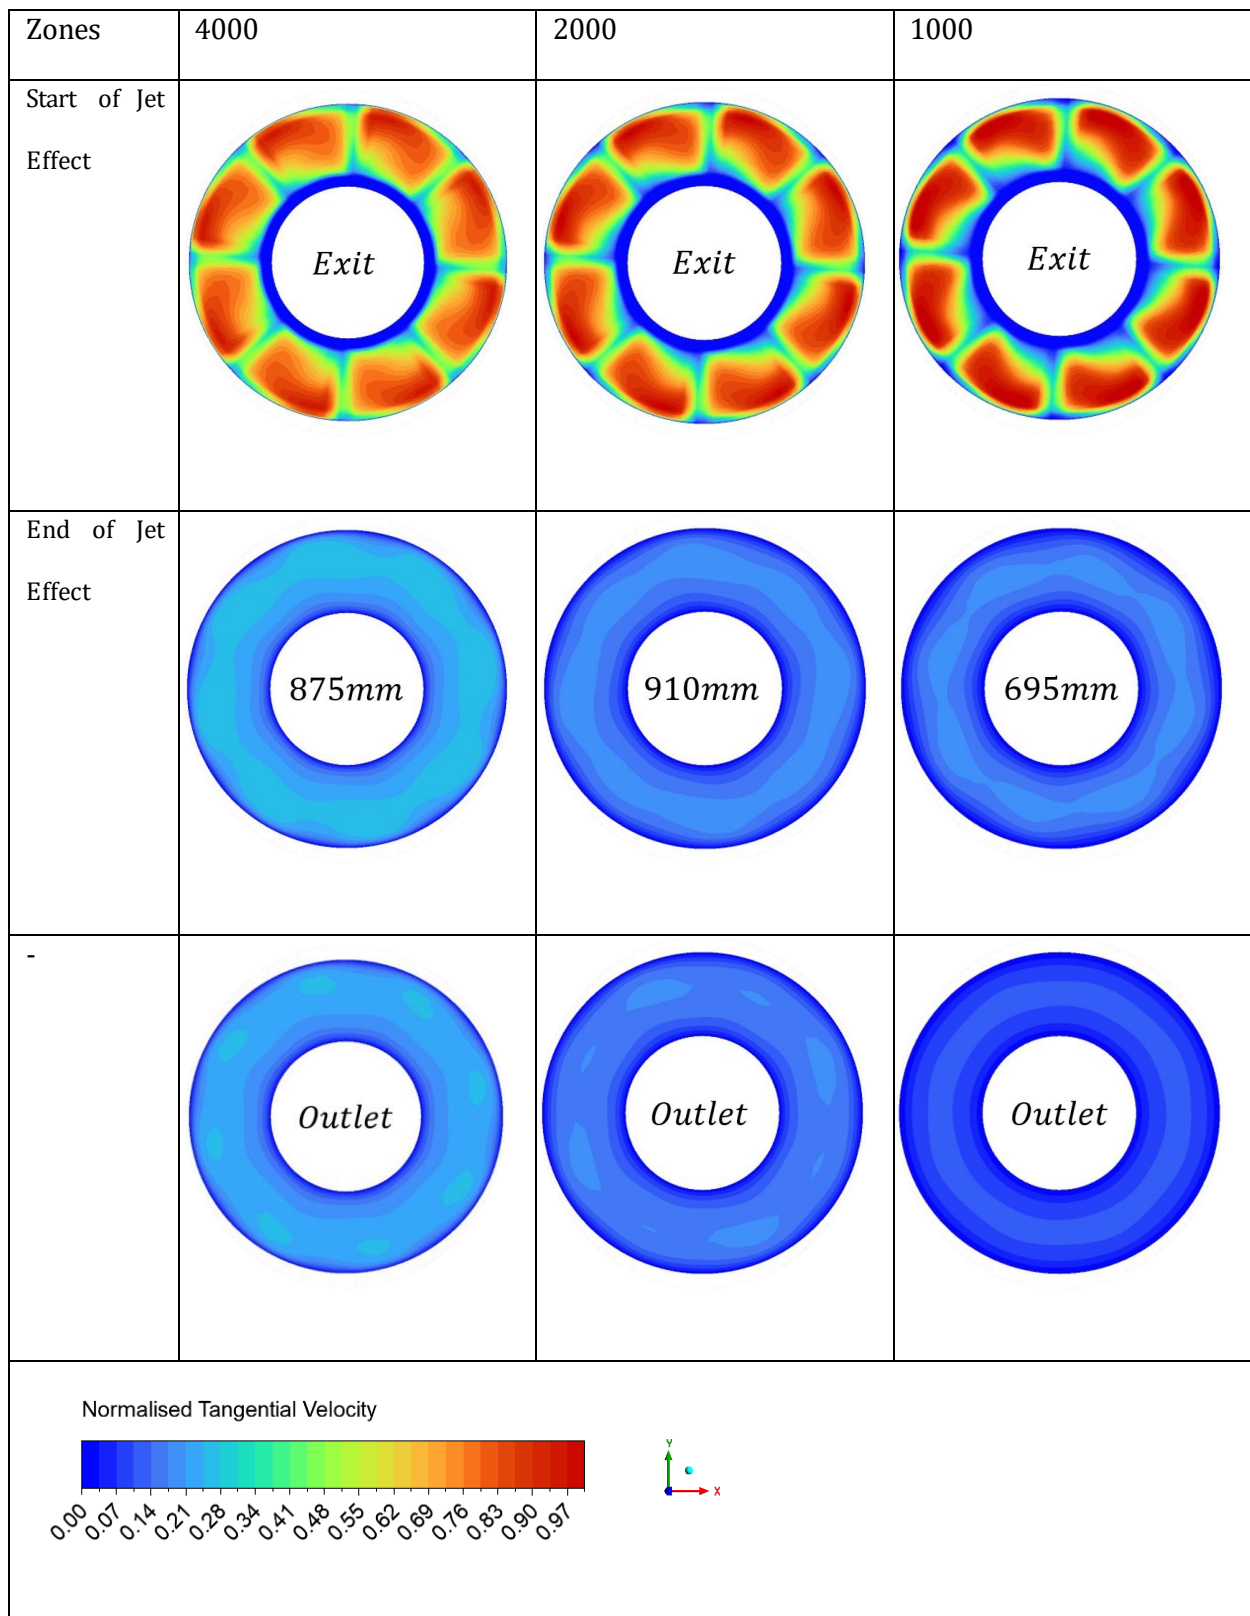 Zones 4000 2000 1000
Start of Jet
Effect
Exit Exit Exit
End of Jet
Effect
875mm 910mm 695mm
-
Outlet Outlet Outlet
Normalised Tangential Velocity
0.00 0.07 0.14 0.21 0.28 0.34 0.41 0.48 0.55 0.62 0.69 0.76 0.83 0.90 0.97
Y
X